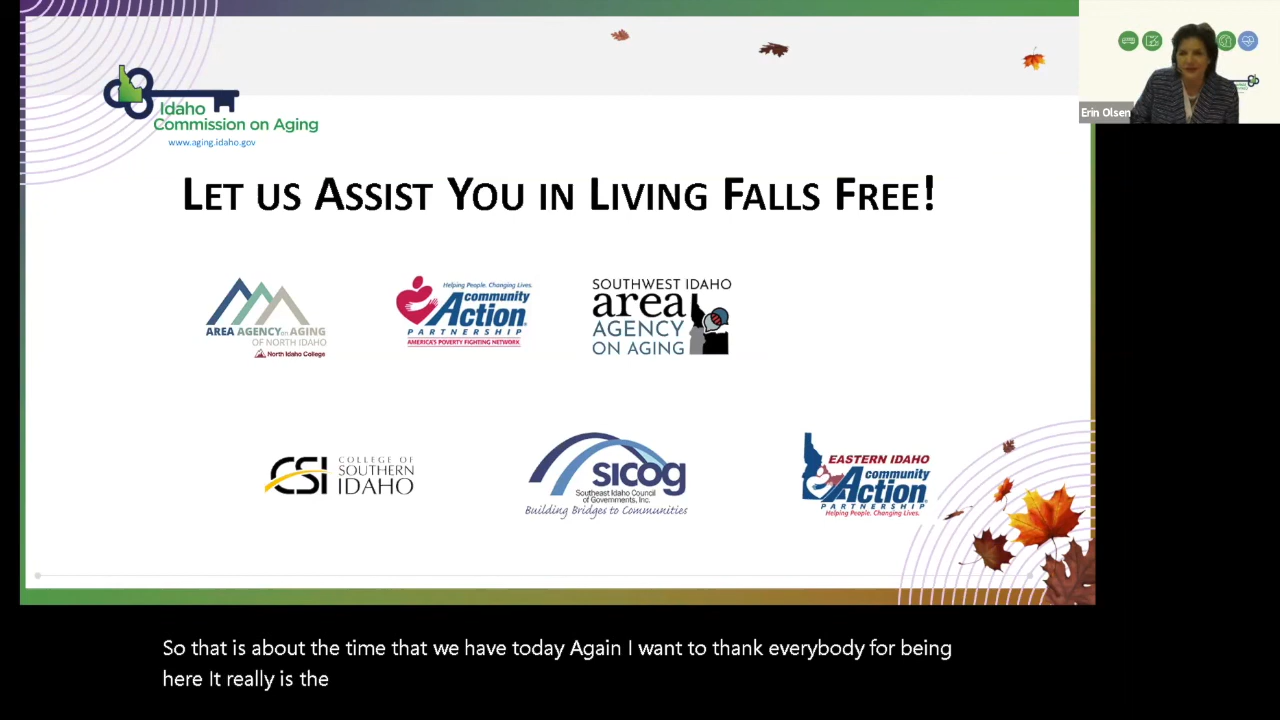 Idaho
Commission on Aging
www.aging.idaho.gov
Erin Olsen
LET US ASSIST YOU IN LIVING FALLS FREE!
AREA AGENCY on AGING
OF NORTH IDAHO
North Idaho College
Helping People. Changing Lives.
community
Action
PARTNERSHIP
AMERICA'S POVERTY FIGHTING NETWORK
SOUTHWEST IDAHO
area
AGENCY
ON AGING
CSI
COLLEGE OF
SOUTHERN
IDAHO
SICOG
Southeast Idaho Council
of Governments, Inc.
Building Bridges to Communities
EASTERN IDAHO
community
Action
PARTNERSHIP
Helping People. Changing Lives.
So that is about the time that we have today Again I want to thank everybody for being
here It really is the